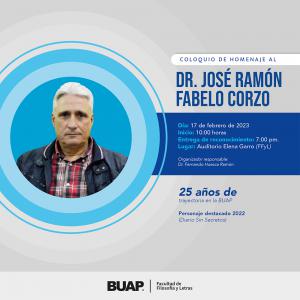 COLOQUIO DE HOMENAJE AL
DR. JOSÉ RAMÓN
FABELO CORZO
Día: 17 de febrero de 2023
Inicio: 10:00 horas
Entrega de reconocimiento: 7:00 pm.
Lugar: Auditorio Elena Garro (FFyL)
Organizador responsable:
Dr. Fernando Huesca Ramón
25 años de
trayectoria en la BUAP
Personaje destacado 2022
(Diario Sin Secretos)
BUAP
Facultad de
Filosofía y Letras